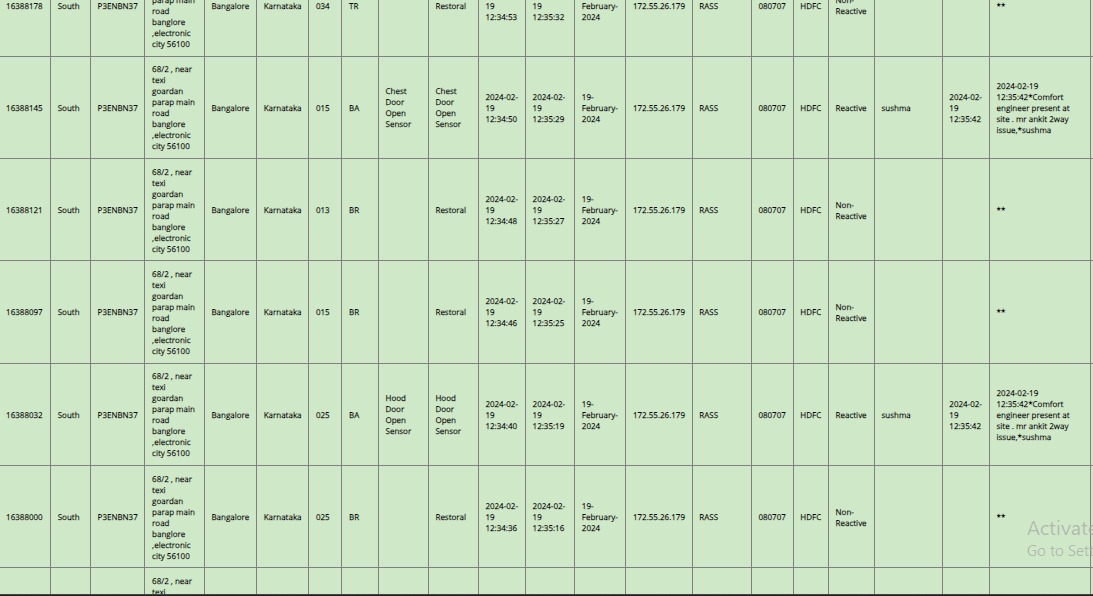 16388178 P3ENBN37 parap main road banglore ,electronic city 56100 Bangalore Karnataka 034 TR Restoral 19 12:34:53 19 12:35:32 February-2024 172.55.26.179 RASS 080707 HDFC Non-Reactive **
16388145 South P3ENBN37 68/2 , near texi goardan parap main road banglore ,electronic city 56100 Bangalore Karnataka 015 BA Chest Door Open Sensor Chest Door Open Sensor 2024-02-19 12:34:50 2024-02-19 12:35:29 19-February-2024 172.55.26.179 RASS 080707 HDFC Reactive sushma 2024-02-19 12:35:42 2024-02-19 12:35:42*Comfort engineer present at site . mr ankit 2way issue,*sushma
16388121 South P3ENBN37 68/2 , near texi goardan parap main road banglore ,electronic city 56100 Bangalore Karnataka 013 BR Restoral 2024-02-19 12:34:48 2024-02-19 12:35:27 19-February-2024 172.55.26.179 RASS 080707 HDFC Non-Reactive **
16388097 South P3ENBN37 68/2 , near texi goardan parap main road banglore ,electronic city 56100 Bangalore Karnataka 015 BR Restoral 2024-02-19 12:34:46 2024-02-19 12:35:25 19-February-2024 172.55.26.179 RASS 080707 HDFC Non-Reactive **
16388032 South P3ENBN37 68/2 , near texi goardan parap main road banglore ,electronic city 56100 Bangalore Karnataka 025 BA Hood Door Open Sensor Hood Door Open Sensor 2024-02-19 12:34:40 2024-02-19 12:35:19 19-February-2024 172.55.26.179 RASS 080707 HDFC Reactive sushma 2024-02-19 12:35:42 2024-02-19 12:35:42*Comfort engineer present at site . mr ankit 2way issue,*sushma
16388000 South P3ENBN37 68/2 , near texi goardan parap main road banglore ,electronic city 56100 Bangalore Karnataka 025 BR Restoral 2024-02-19 12:34:36 2024-02-19 12:35:16 19-February-2024 172.55.26.179 RASS 080707 HDFC Non-Reactive **
68/2 , near texi
Activate
Go to Set